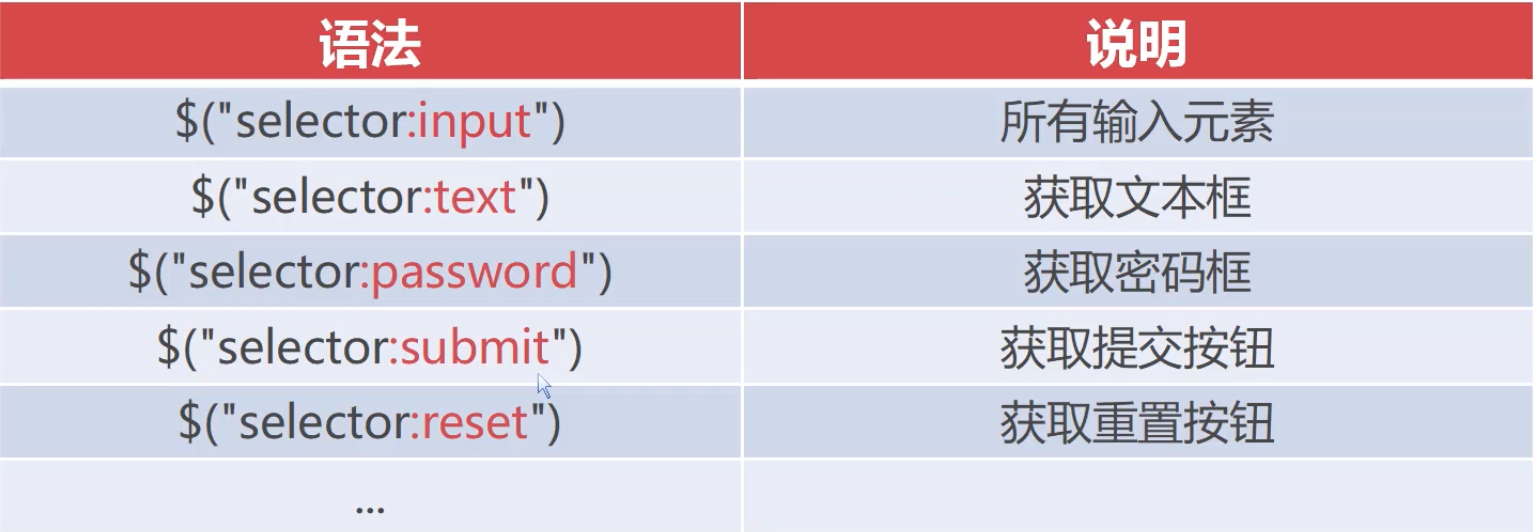 语法
说明
$("selector:input")
所有输入元素
$("selector:text")
获取文本框
$("selector:password")
获取密码框
$("selector:submit")
获取提交按钮
$("selector:reset")
获取重置按钮
...